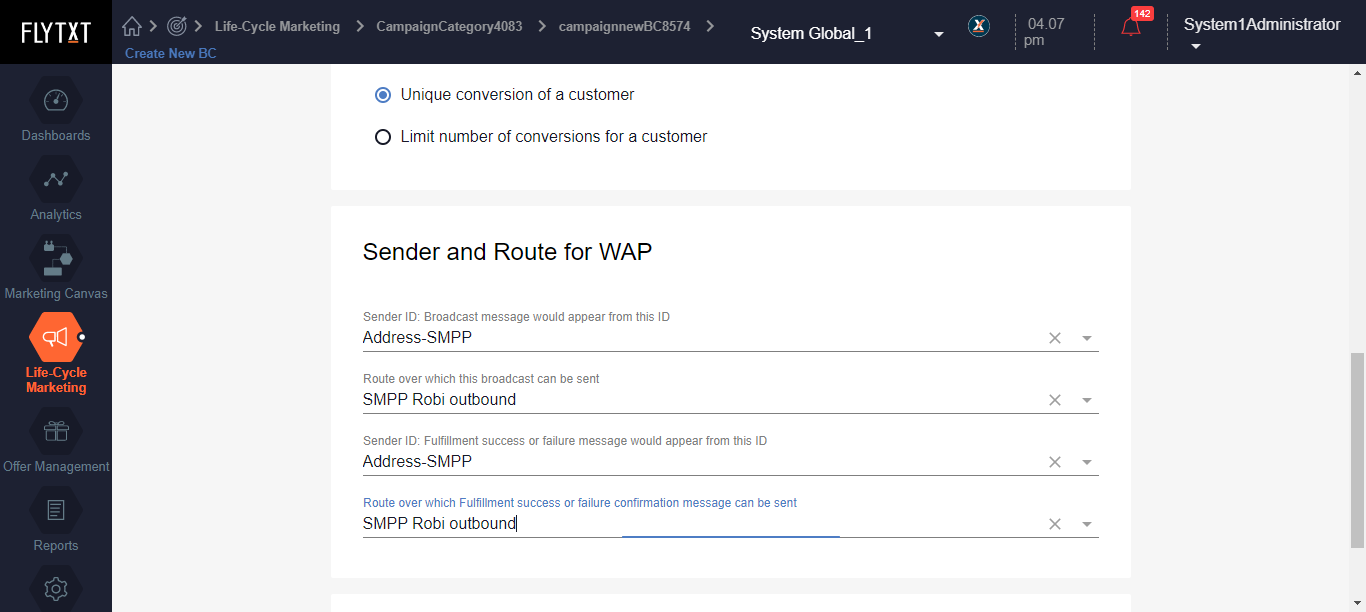 FLYTXT
Life-Cycle Marketing
CampaignCategory4083
campaignnewBC8574
Create New BC
System Global_1
X
04.07
pm
142
System1Administrator
Dashboards
Analytics
Marketing Canvas
Life-Cycle
Marketing
Offer Management
Reports
Unique conversion of a customer
Limit number of conversions for a customer
Sender and Route for WAP
Sender ID: Broadcast message would appear from this ID
Address-SMPP
Route over which this broadcast can be sent
SMPP Robi outbound
Sender ID: Fulfillment success or failure message would appear from this ID
Address-SMPP
Route over which Fulfillment success or failure confirmation message can be sent
SMPP Robi outbound